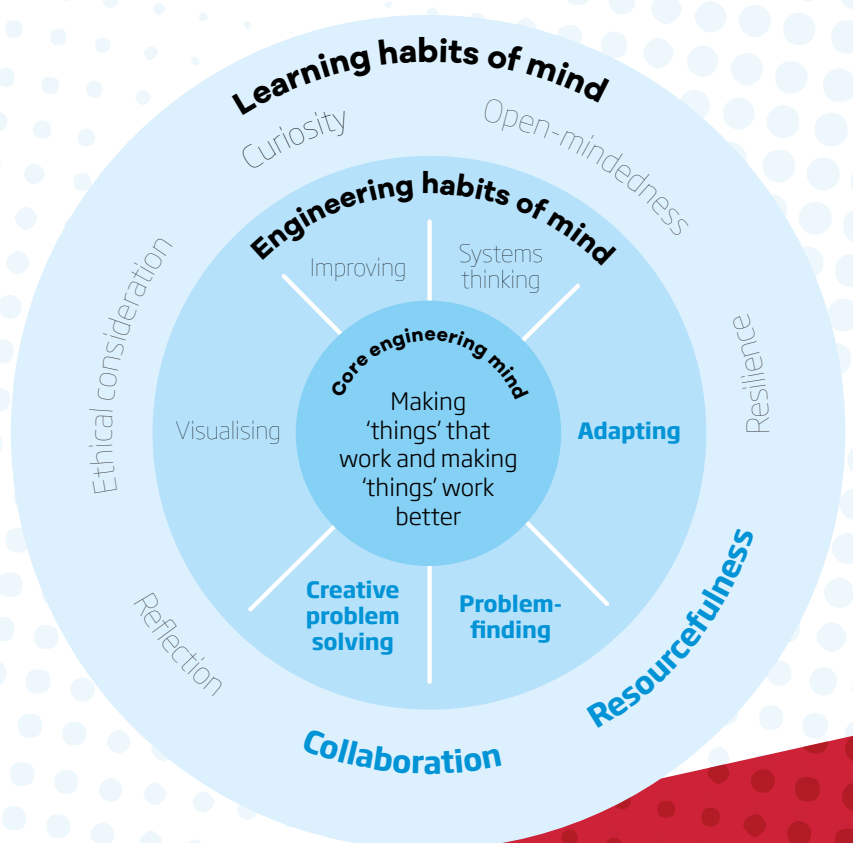 Learning habits of mind
Curiosity
Open-mindedness
Ethical consideration
Resilience
Reflection
Resourcefulness
Collaboration
Engineering habits of mind
Improving
Systems
thinking
Visualising
Adapting
Creative
problem
solving
Problem-
finding
Core engineering mind
Making
'things' that
work and making
'things' work
better